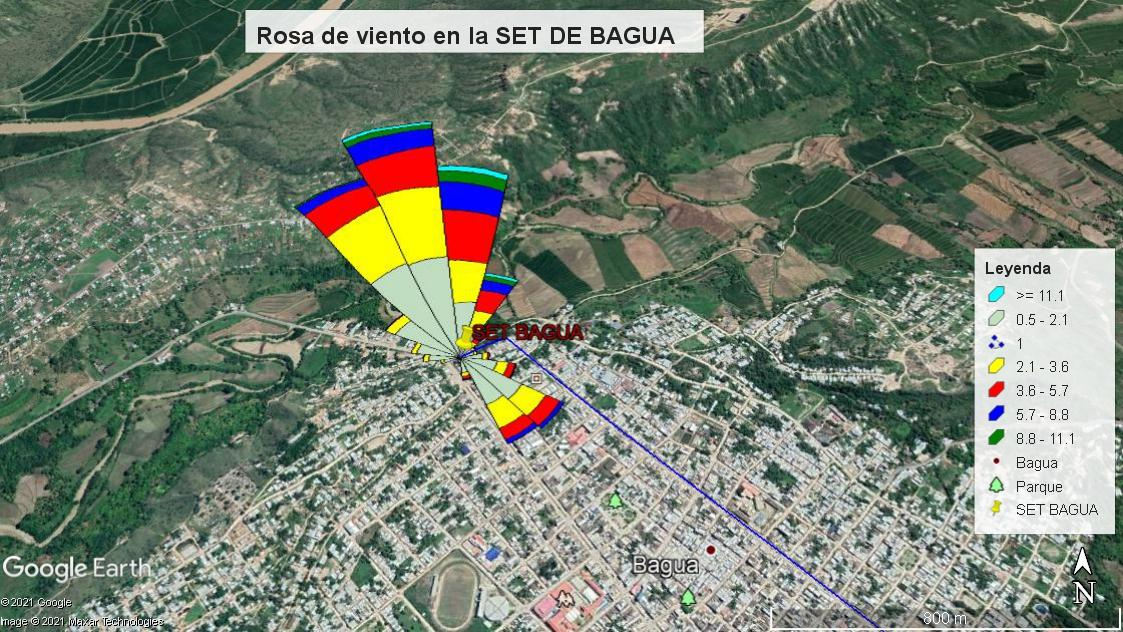 Rosa de viento en la SET DE BAGUA
SET BAGUA
Leyenda
>= 11.1
0.5 - 2.1
1
2.1 - 3.6
3.6 - 5.7
5.7 - 8.8
8.8 - 11.1
Bagua
Parque
SET BAGUA
Bagua
Google Earth
N
© 2021 Google
800 m
Image © 2021 Maxar Technologies